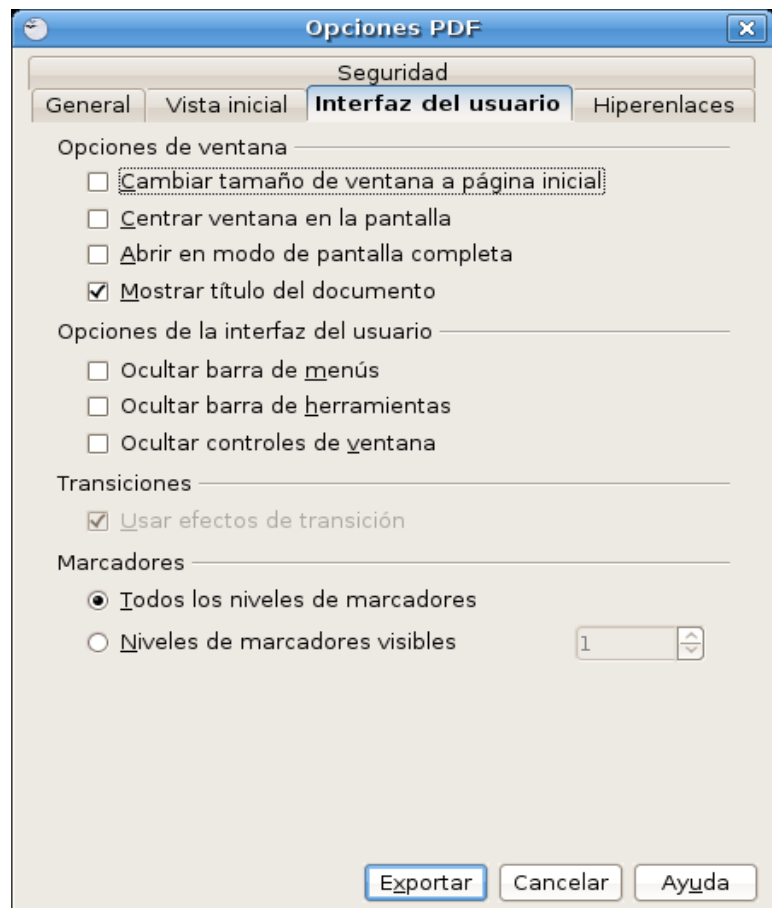 Opciones PDF
Seguridad
General Vista inicial Interfaz del usuario Hiperenlaces
Opciones de ventana
Cambiar tamaño de ventana a página inicial
Centrar ventana en la pantalla
Abrir en modo de pantalla completa
Mostrar título del documento
Opciones de la interfaz del usuario
Ocultar barra de menús
Ocultar barra de herramientas
Ocultar controles de ventana
Transiciones
Usar efectos de transición
Marcadores
Todos los niveles de marcadores
Niveles de marcadores visibles 1
Exportar Cancelar Ayuda